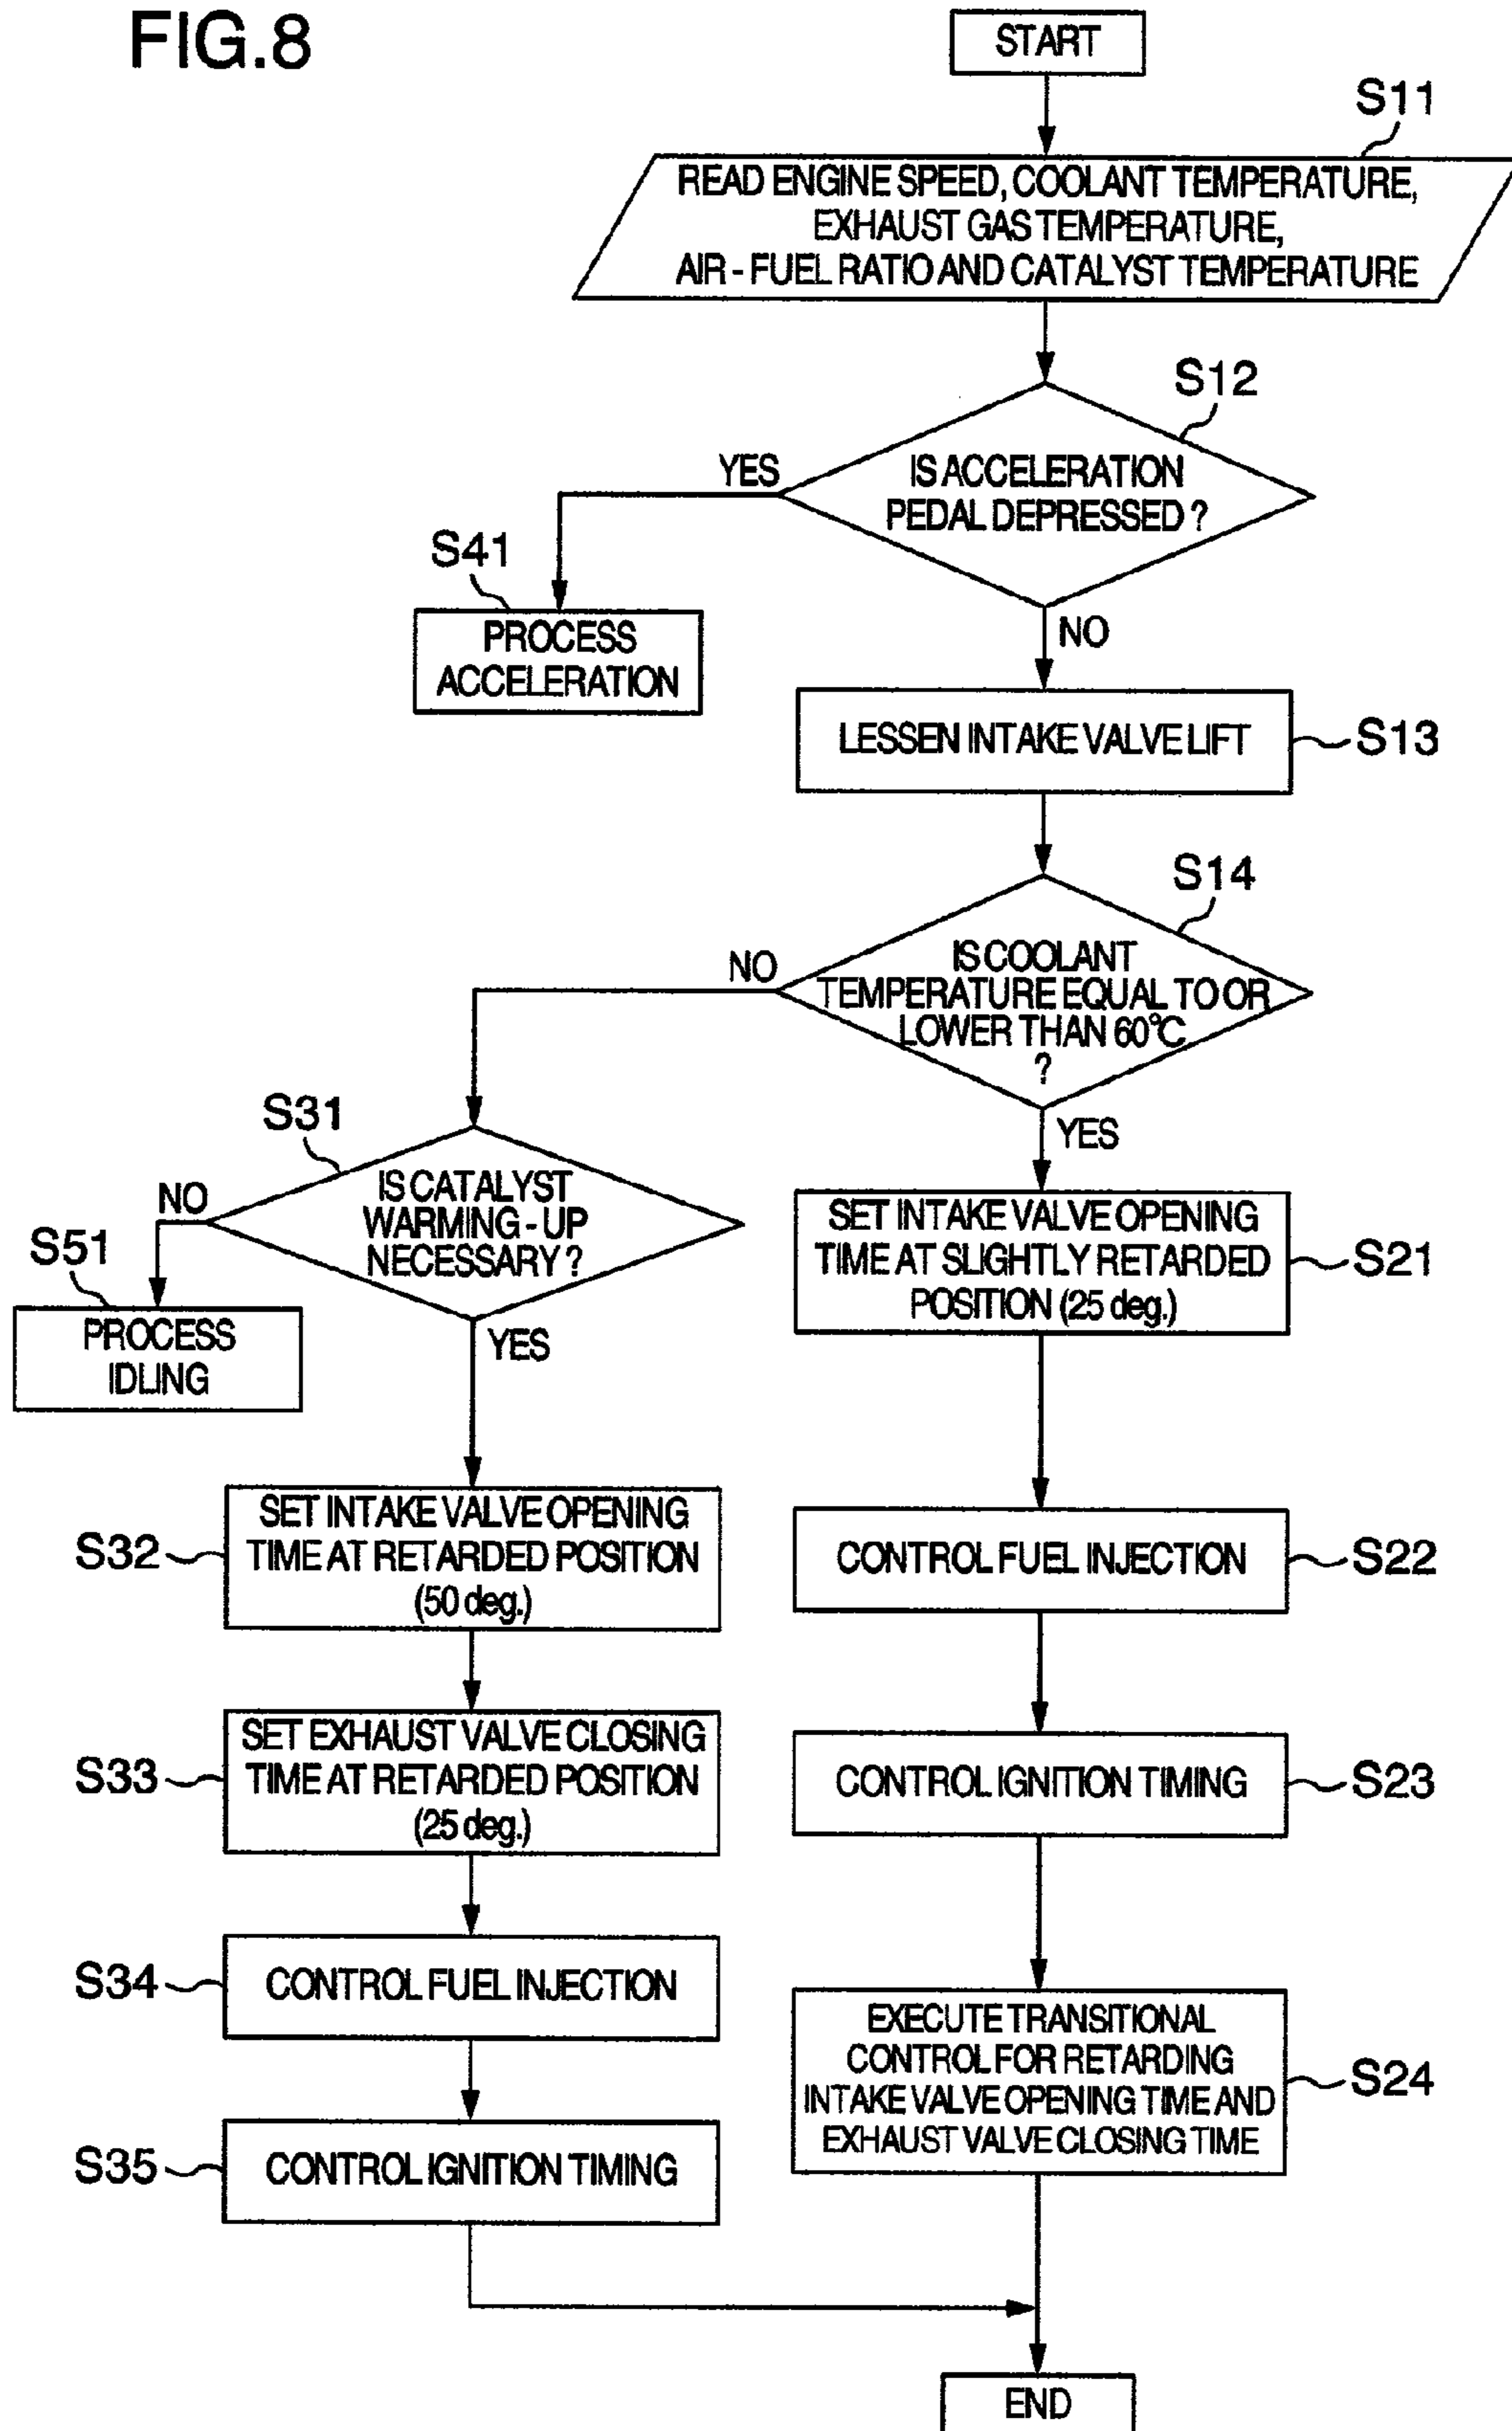 FIG.8
START
S11
READ ENGINE SPEED, COOLANT TEMPERATURE,
EXHAUST GAS TEMPERATURE,
AIR - FUEL RATIO AND CATALYST TEMPERATURE
S12
IS ACCELERATION
PEDAL DEPRESSED ?
YES
S41
PROCESS
ACCELERATION
NO
LESSEN INTAKE VALVE LIFT
S13
S14
IS COOLANT
TEMPERATURE EQUAL TO OR
LOWER THAN 60°C
?
NO
YES
S31
IS CATALYST
WARMING - UP
NECESSARY ?
NO
S51
PROCESS
IDLING
YES
SET INTAKE VALVE OPENING
TIME AT SLIGHTLY RETARDED
POSITION (25 deg.)
S21
S32
SET INTAKE VALVE OPENING
TIME AT RETARDED POSITION
(50 deg.)
CONTROL FUEL INJECTION
S22
S33
SET EXHAUST VALVE CLOSING
TIME AT RETARDED POSITION
(25 deg.)
CONTROL IGNITION TIMING
S23
S34
CONTROL FUEL INJECTION
EXECUTE TRANSITIONAL
CONTROL FOR RETARDING
INTAKE VALVE OPENING TIME AND
EXHAUST VALVE CLOSING TIME
S24
S35
CONTROL IGNITION TIMING
END